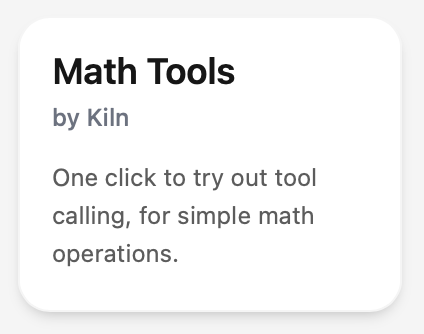 Math Tools
by Kiln
One click to try out tool
calling, for simple math
operations.